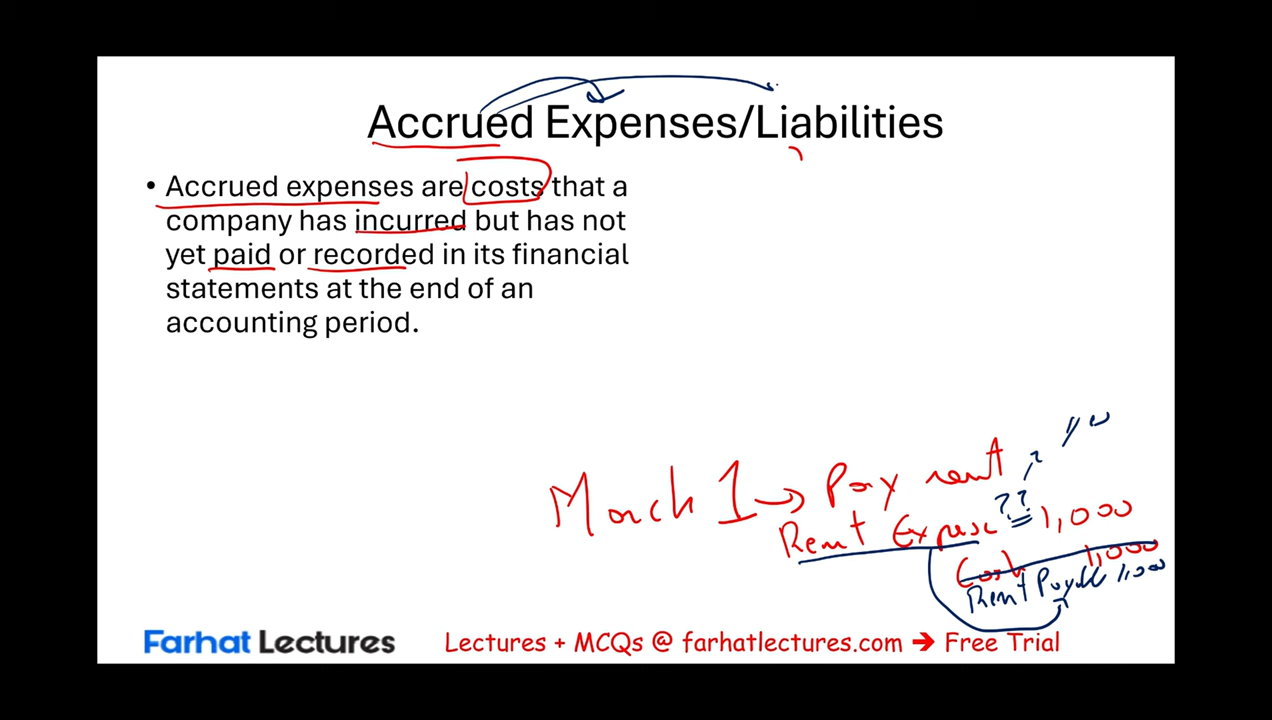 Accrued Expenses/Liabilities
• Accrued expenses are costs that a
company has incurred but has not
yet paid or recorded in its financial
statements at the end of an
accounting period.
March 1 → Pay rent
Rent Expense ?? 1,000
Cash 1,000
Rent Payable 1,000
Farhat Lectures
Lectures + MCQs @ farhatlectures.com → Free Trial